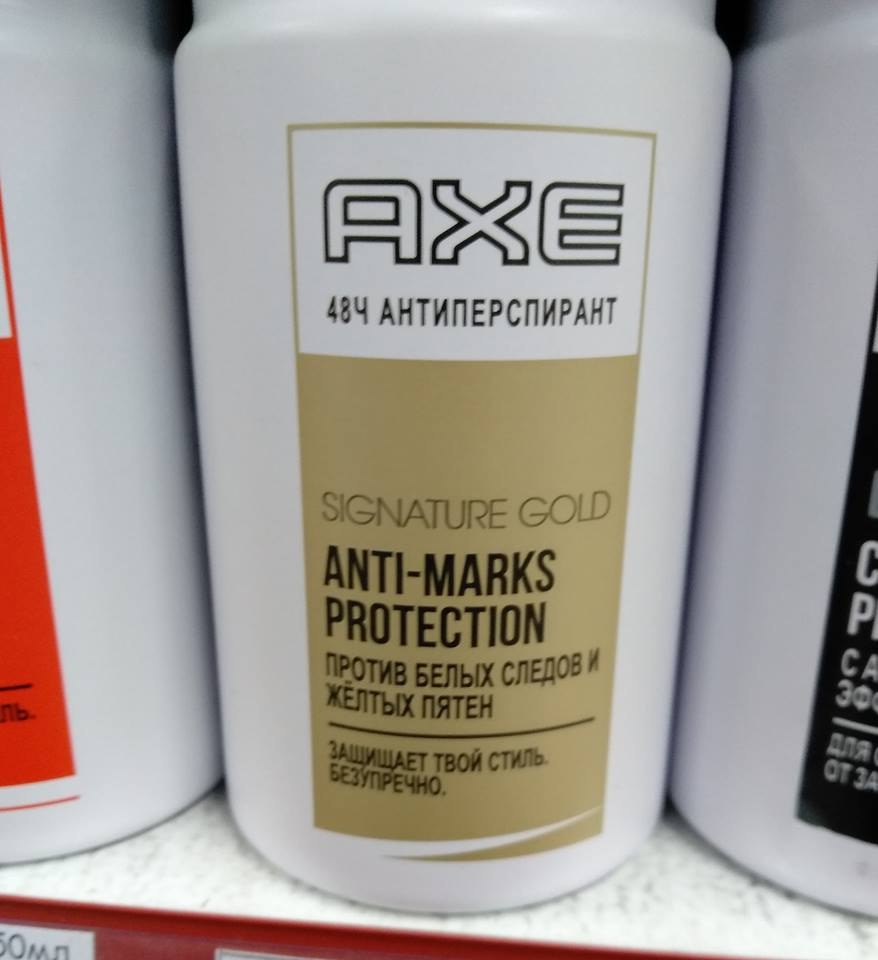 AXE
48Ч АНТИПЕРСПИРАНТ
SIGNATURE GOLD
ANTI-MARKS
PROTECTION
ПРОТИВ БЕЛЫХ СЛЕДОВ И
ЖЁЛТЫХ ПЯТЕН
ЗАЩИЩАЕТ ТВОЙ СТИЛЬ.
БЕЗУПРЕЧНО.